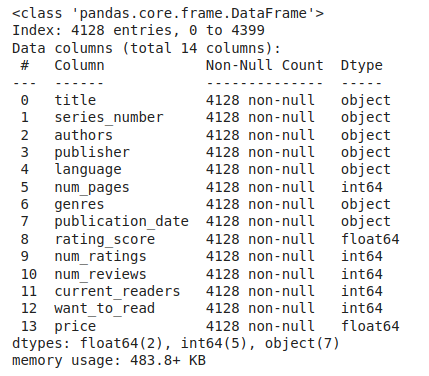 <class 'pandas.core.frame.DataFrame'>
Index: 4128 entries, 0 to 4399
Data columns (total 14 columns):
 #   Column            Non-Null Count  Dtype
---  ------            --------------  -----
 0   title             4128 non-null   object
 1   series_number     4128 non-null   object
 2   authors           4128 non-null   object
 3   publisher         4128 non-null   object
 4   language          4128 non-null   object
 5   num_pages         4128 non-null   int64
 6   genres            4128 non-null   object
 7   publication_date  4128 non-null   object
 8   rating_score      4128 non-null   float64
 9   num_ratings       4128 non-null   int64
 10  num_reviews       4128 non-null   int64
 11  current_readers   4128 non-null   int64
 12  want_to_read      4128 non-null   int64
 13  price             4128 non-null   float64
dtypes: float64(2), int64(5), object(7)
memory usage: 483.8+ KB